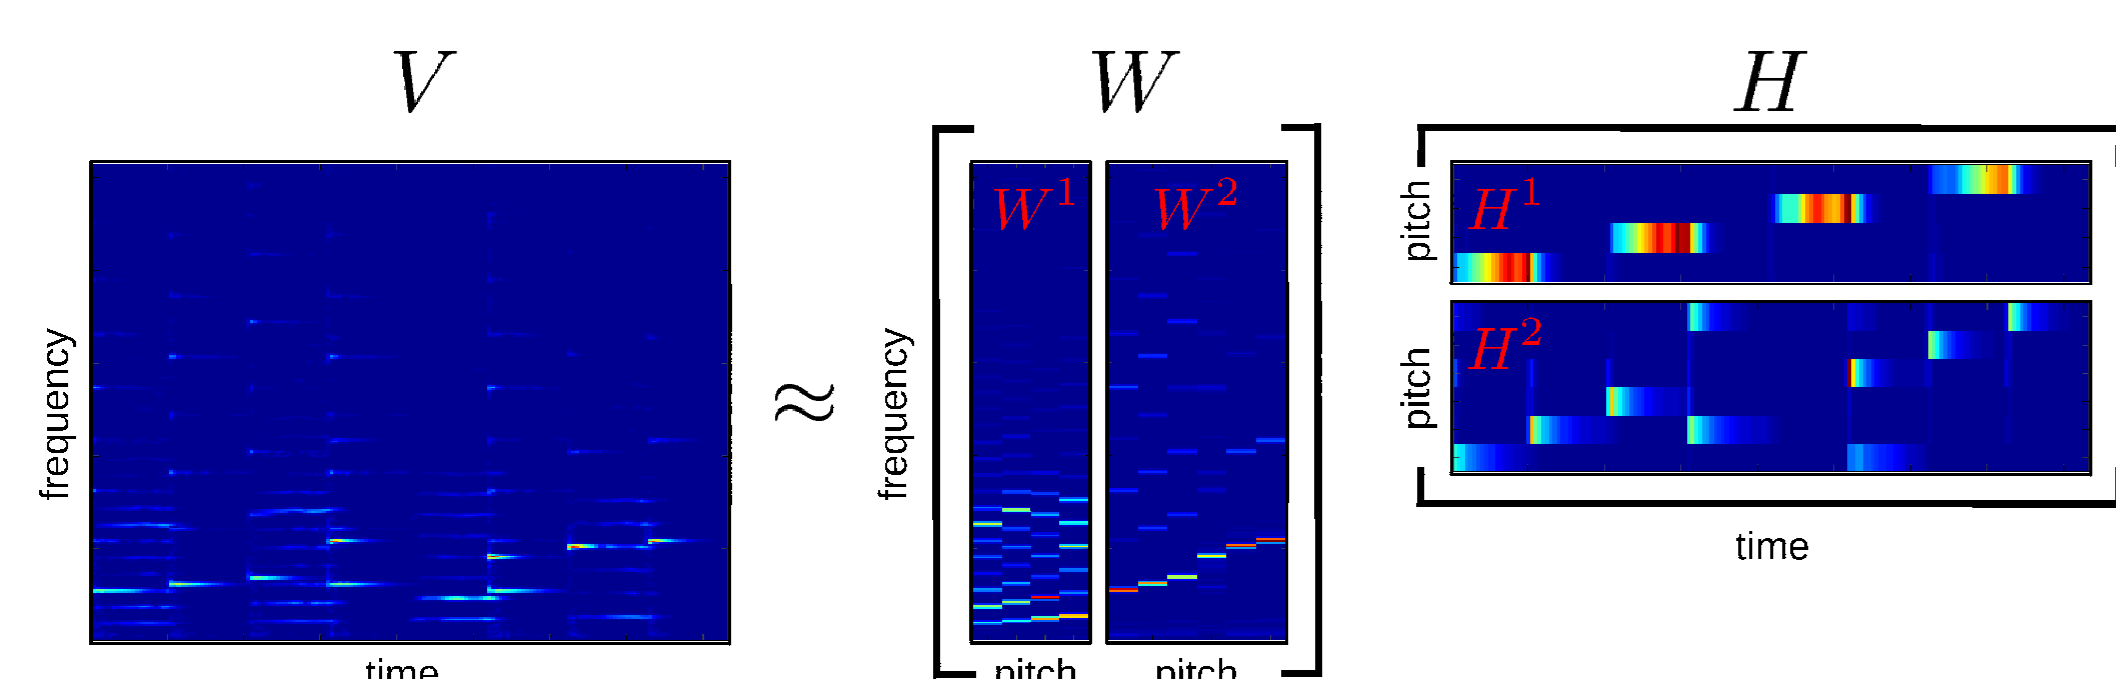 V
W
H
W¹
W²
H¹
H²
frequency
≈
frequency
pitch
pitch
time
pitch
pitch
time